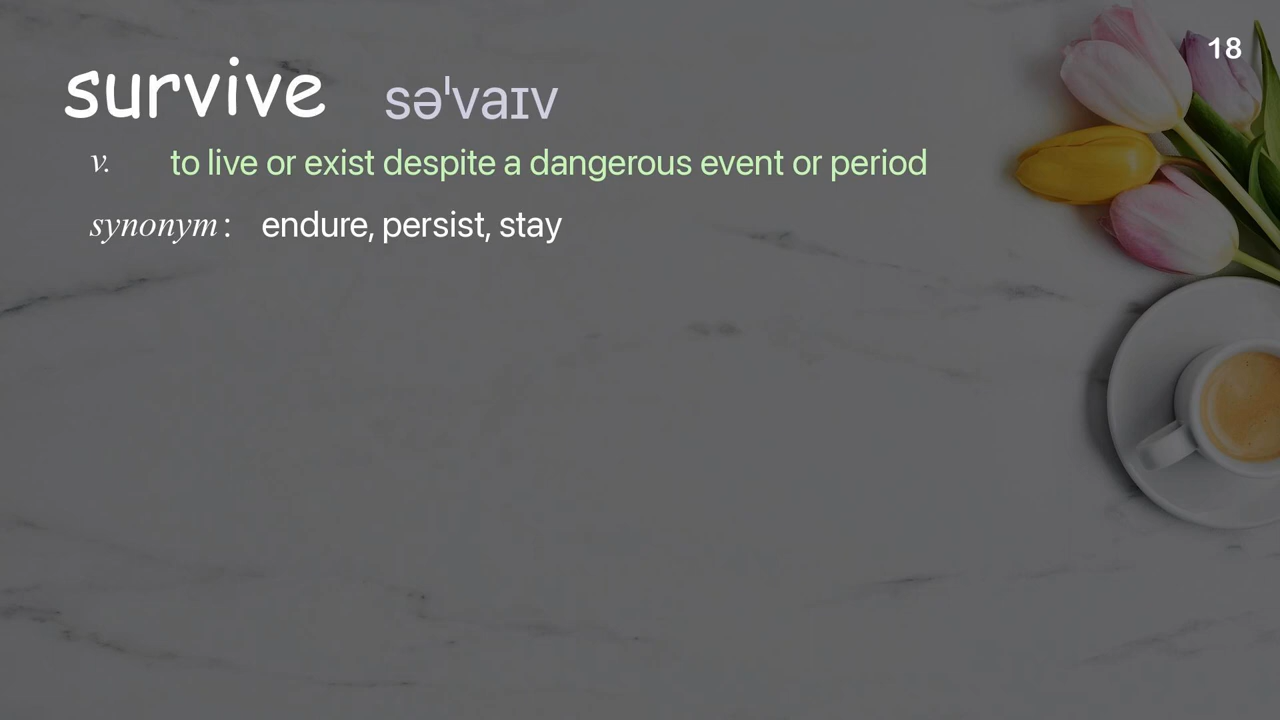 18
survive səˈvaɪv
v. to live or exist despite a dangerous event or period
synonym: endure, persist, stay